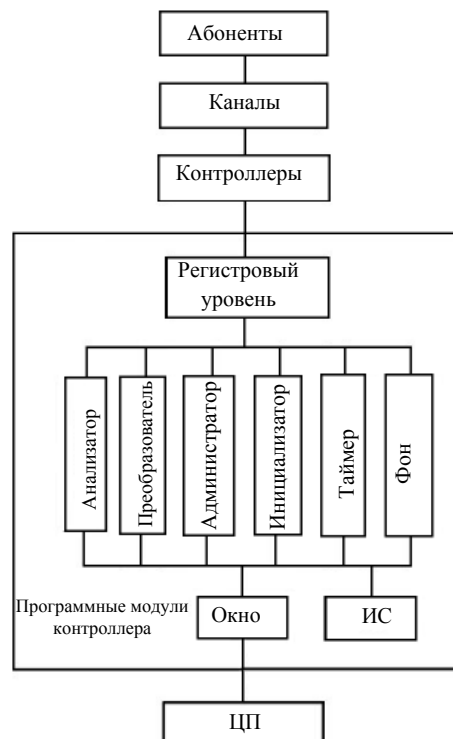 Абоненты
Каналы
Контроллеры
Регистровый
уровень
Анализатор
Преобразователь
Администратор
Инициализатор
Таймер
Фон
Программные модули
контроллера
Окно
ИС
ЦП